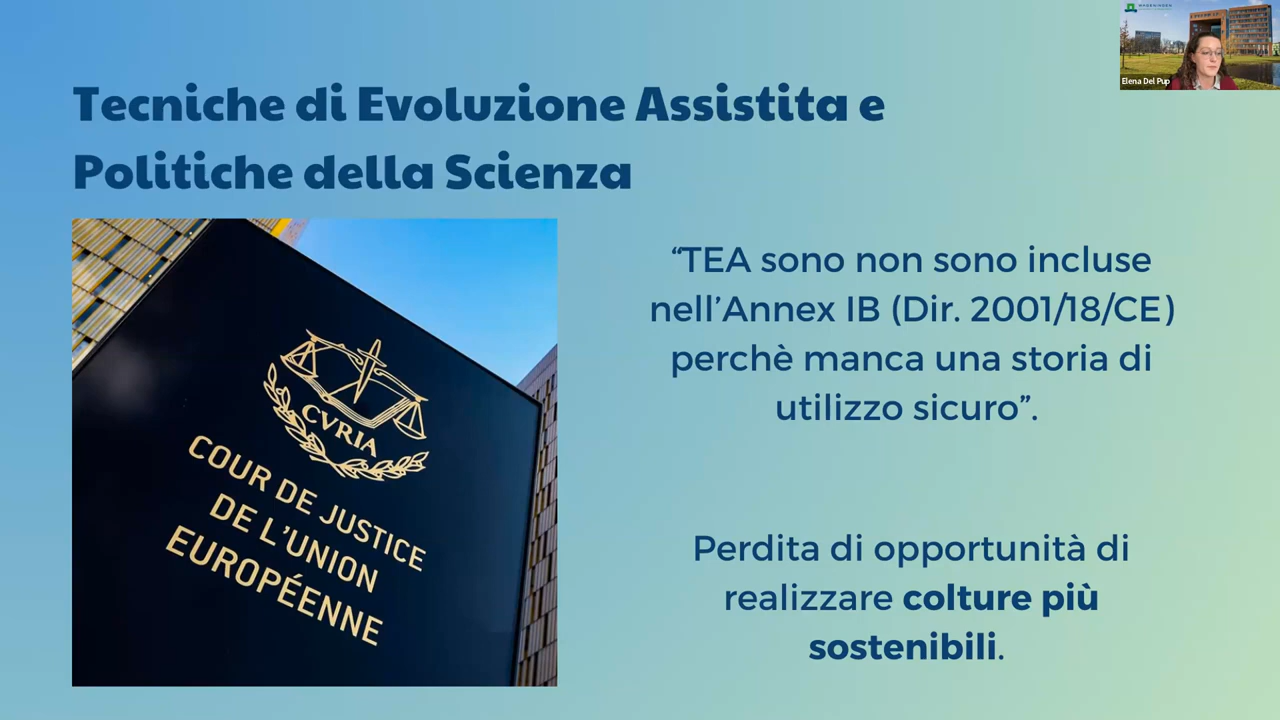 WAGENINGEN
Elena Del Pup
Tecniche di Evoluzione Assistita e
Politiche della Scienza
CVRIA
COUR DE JUSTICE
DE L'UNION
EUROPÉENNE
“TEA sono non sono incluse
nell’Annex IB (Dir. 2001/18/CE)
perchè manca una storia di
utilizzo sicuro”.
Perdita di opportunità di
realizzare colture più
sostenibili.